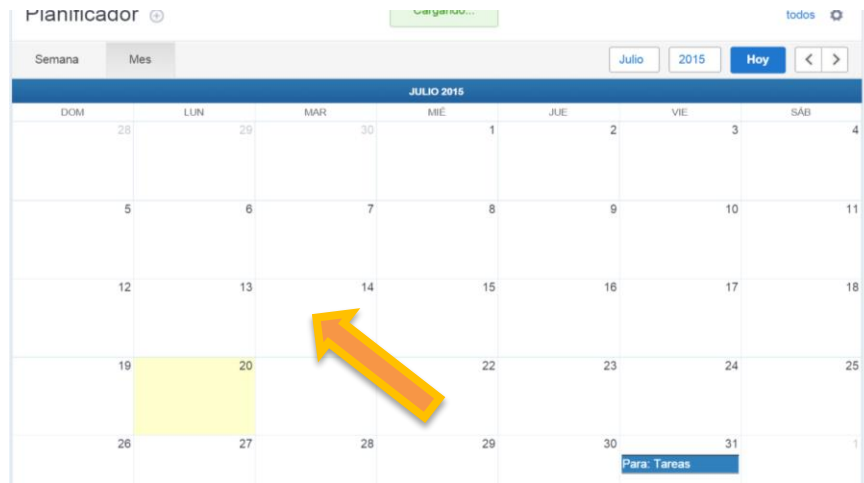 Planificador
Cargando...
todos
Semana Mes Julio 2015 Hoy
JULIO 2015
DOM LUN MAR MIÉ JUE VIE SÁB
28 29 30 1 2 3 4
5 6 7 8 9 10 11
12 13 14 15 16 17 18
19 20 22 23 24 25
26 27 28 29 30 31 1
Para: Tareas